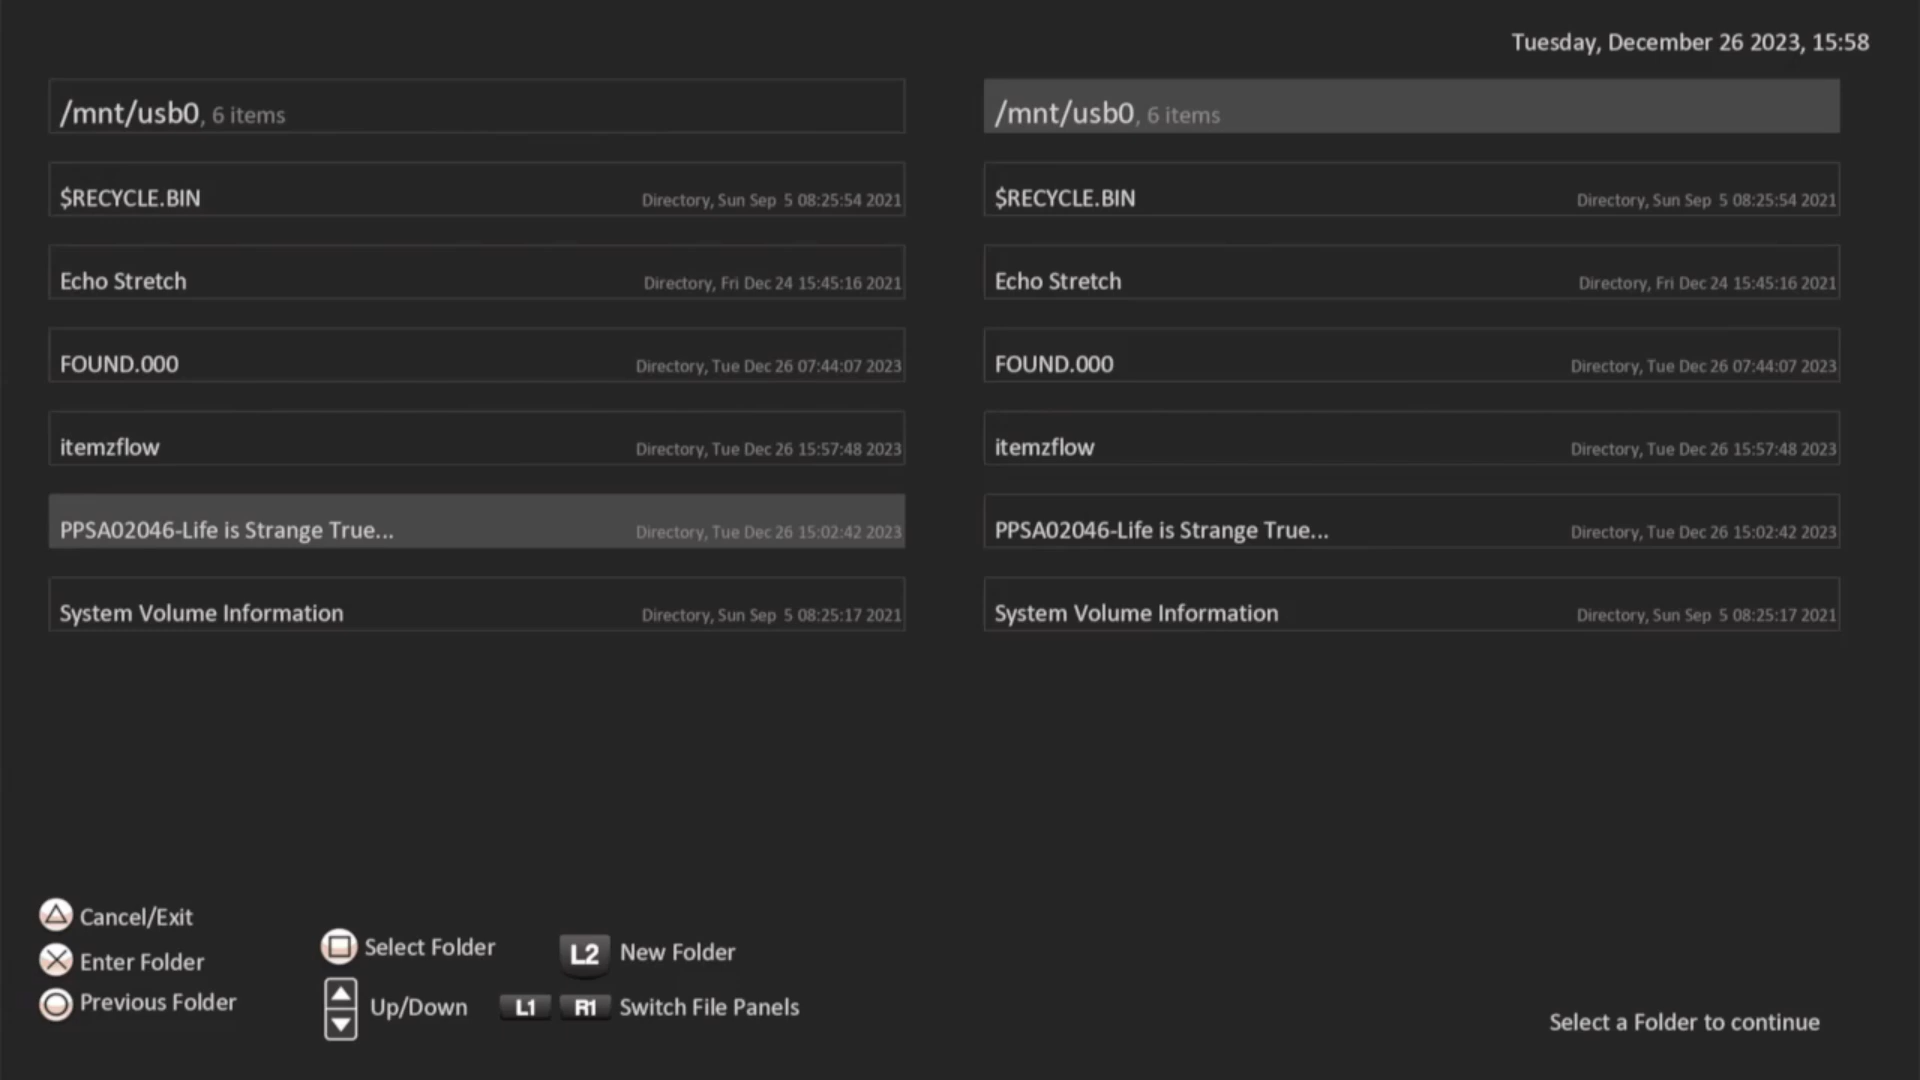 Tuesday, December 26 2023, 15:58
/mnt/usb0, 6 items
$RECYCLE.BIN Directory, Sun Sep 5 08:25:54 2021
Echo Stretch Directory, Fri Dec 24 15:45:16 2021
FOUND.000 Directory, Tue Dec 26 07:44:07 2023
itemzflow Directory, Tue Dec 26 15:57:48 2023
PPSA02046-Life is Strange True... Directory, Tue Dec 26 15:02:42 2023
System Volume Information Directory, Sun Sep 5 08:25:17 2021
/mnt/usb0, 6 items
$RECYCLE.BIN Directory, Sun Sep 5 08:25:54 2021
Echo Stretch Directory, Fri Dec 24 15:45:16 2021
FOUND.000 Directory, Tue Dec 26 07:44:07 2023
itemzflow Directory, Tue Dec 26 15:57:48 2023
PPSA02046-Life is Strange True... Directory, Tue Dec 26 15:02:42 2023
System Volume Information Directory, Sun Sep 5 08:25:17 2021
Cancel/Exit
Enter Folder
Previous Folder
Select Folder
Up/Down
L2 New Folder
L1 R1 Switch File Panels
Select a Folder to continue